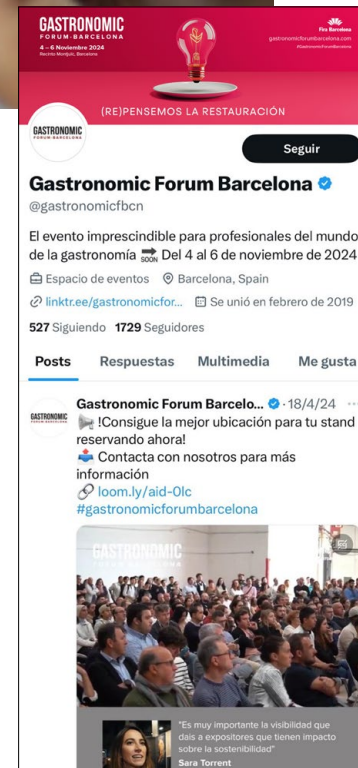 GASTRONOMIC
FORUM·BARCELONA
4 – 6 Noviembre 2024
Recinto Montjuïc, Barcelona
Fira Barcelona
gastronomicforumbarcelona.com
#GastronomicForumBarcelona
(RE)PENSEMOS LA RESTAURACIÓN
GASTRONOMIC
FORUM·BARCELONA
Seguir
Gastronomic Forum Barcelona
@gastronomicfbcn
El evento imprescindible para profesionales del mundo
de la gastronomía 🔜 Del 4 al 6 de noviembre de 2024
Espacio de eventos Barcelona, Spain
linktr.ee/gastronomicfor... Se unió en febrero de 2019
527 Siguiendo 1729 Seguidores
Posts Respuestas Multimedia Me gusta
GASTRONOMIC
FORUM·BARCELONA
Gastronomic Forum Barcelo... · 18/4/24 ...
📢 !Consigue la mejor ubicación para tu stand
reservando ahora!
📩 Contacta con nosotros para más
información
🔗 loom.ly/aid-Olc
#gastronomicforumbarcelona
GASTRONOMIC
FORUM·BARCELONA
"Es muy importante la visibilidad que
dais a expositores que tienen impacto
sobre la sostenibilidad"
Sara Torrent